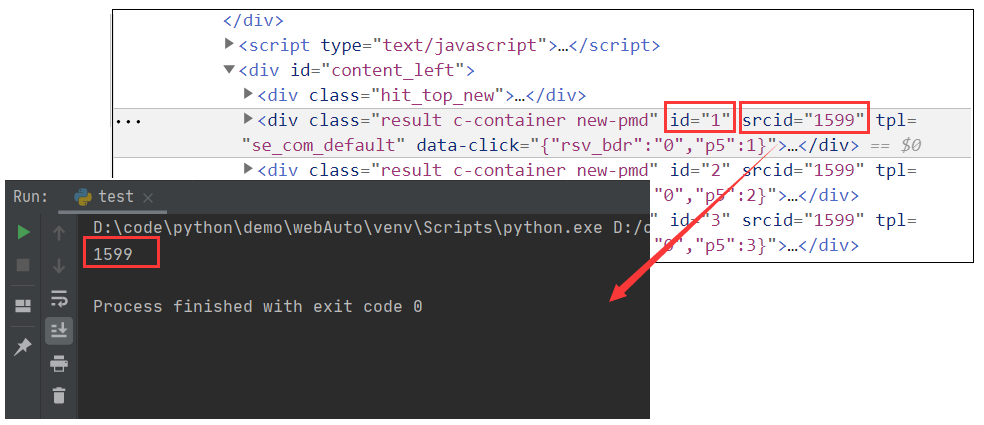 </div>
<script type="text/javascript">…</script>
<div id="content_left">
<div class="hit_top_new">…</div>
... <div class="result c-container new-pmd" id="1" srcid="1599" tpl=
"se_com_default" data-click="{"rsv_bdr":"0","p5":1}">…</div> == $0
<div class="result c-container new-pmd" id="2" srcid="1599" tpl=
"0","p5":2}">…</div>
id="3" srcid="1599" tpl=
"0","p5":3}">…</div>
Run: test
D:\code\python\demo\webAuto\venv\Scripts\python.exe D:/
1599
Process finished with exit code 0